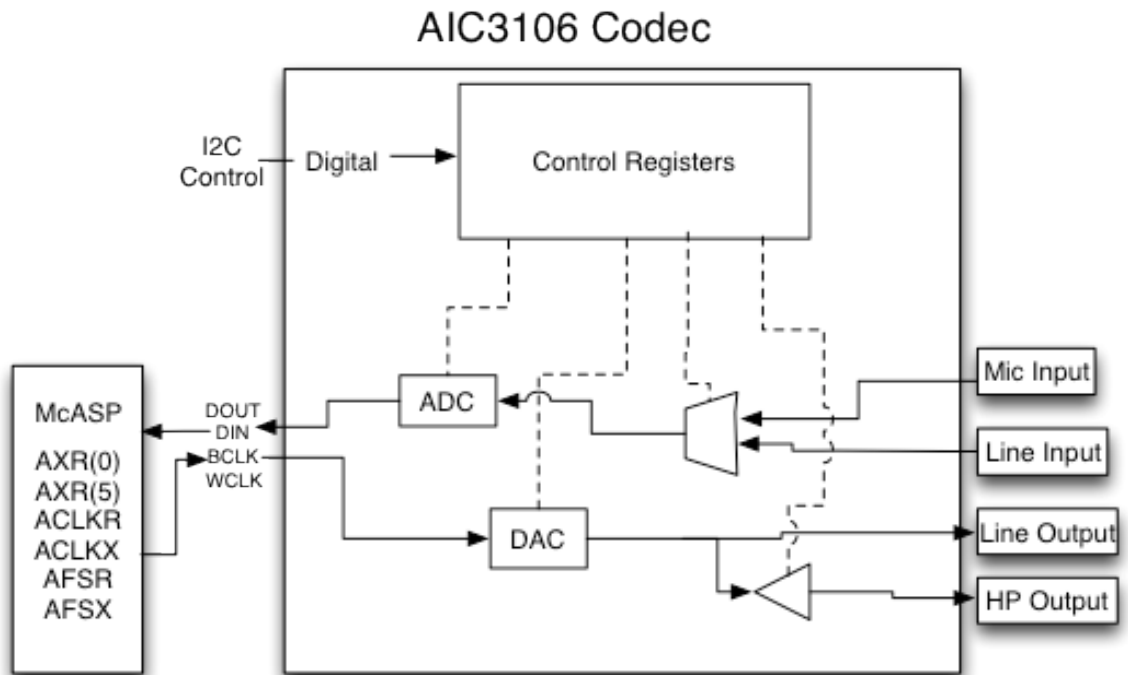 AIC3106 Codec
I2C
Control
Digital
Control Registers
McASP
AXR(0)
AXR(5)
ACLKR
ACLKX
AFSR
AFSX
DOUT
DIN
BCLK
WCLK
ADC
DAC
Mic Input
Line Input
Line Output
HP Output